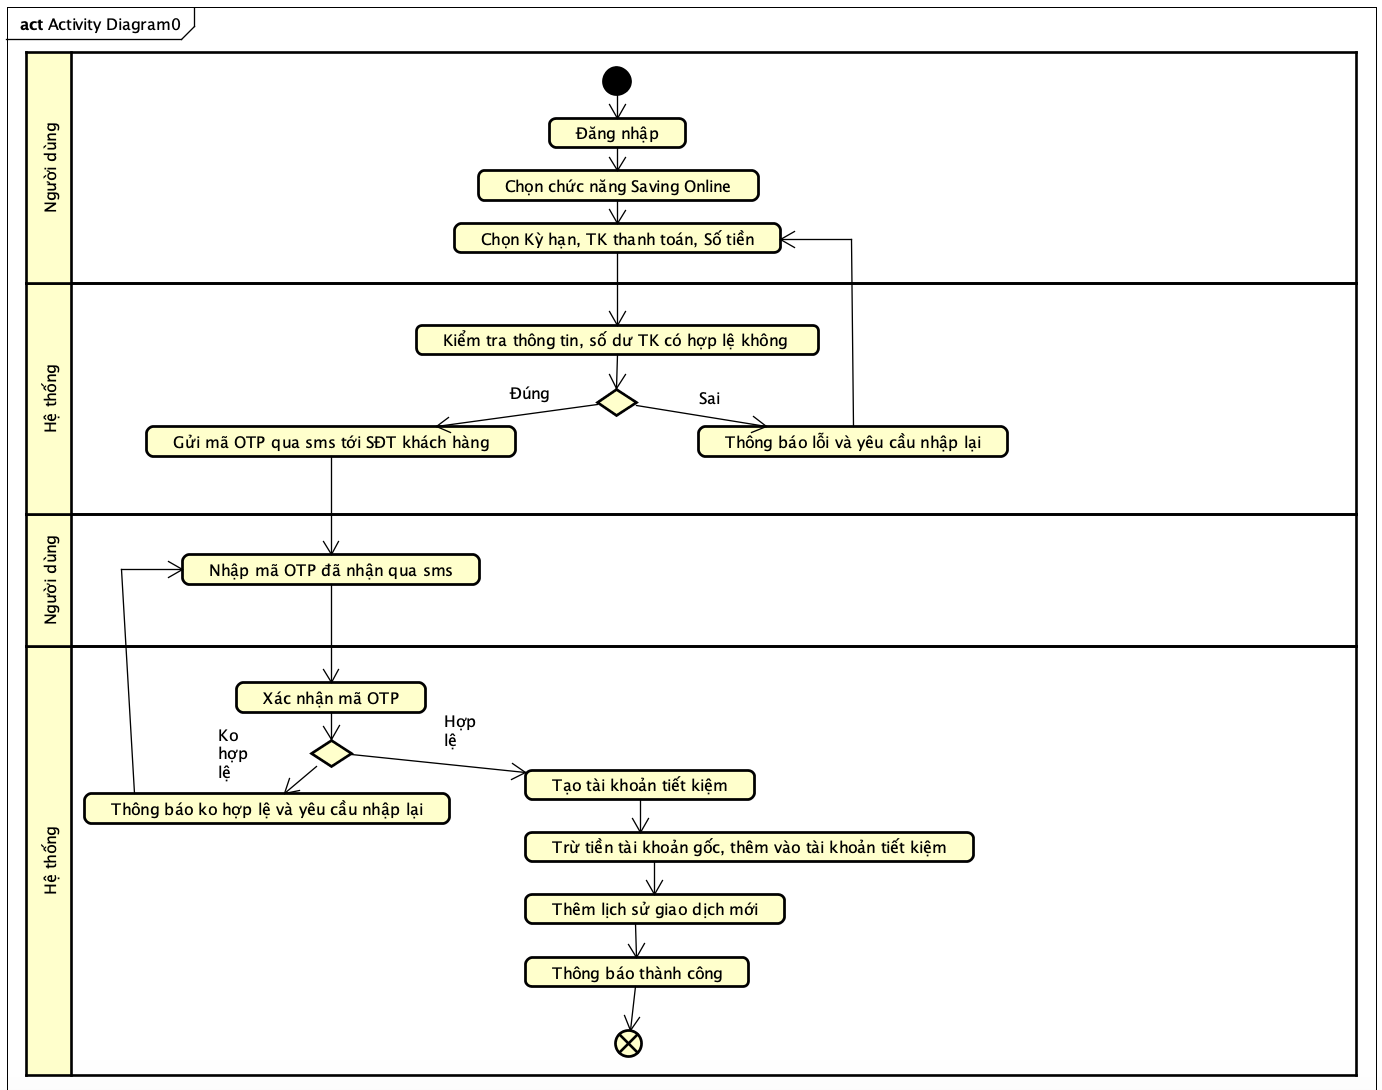 act Activity Diagram0
Người dùng
Đăng nhập
Chọn chức năng Saving Online
Chọn Kỳ hạn, TK thanh toán, Số tiền
Hệ thống
Kiểm tra thông tin, số dư TK có hợp lệ không
Đúng
Sai
Gửi mã OTP qua sms tới SĐT khách hàng
Thông báo lỗi và yêu cầu nhập lại
Người dùng
Nhập mã OTP đã nhận qua sms
Hệ thống
Xác nhận mã OTP
Ko
hợp
lệ
Hợp
lệ
Tạo tài khoản tiết kiệm
Thông báo ko hợp lệ và yêu cầu nhập lại
Trừ tiền tài khoản gốc, thêm vào tài khoản tiết kiệm
Thêm lịch sử giao dịch mới
Thông báo thành công